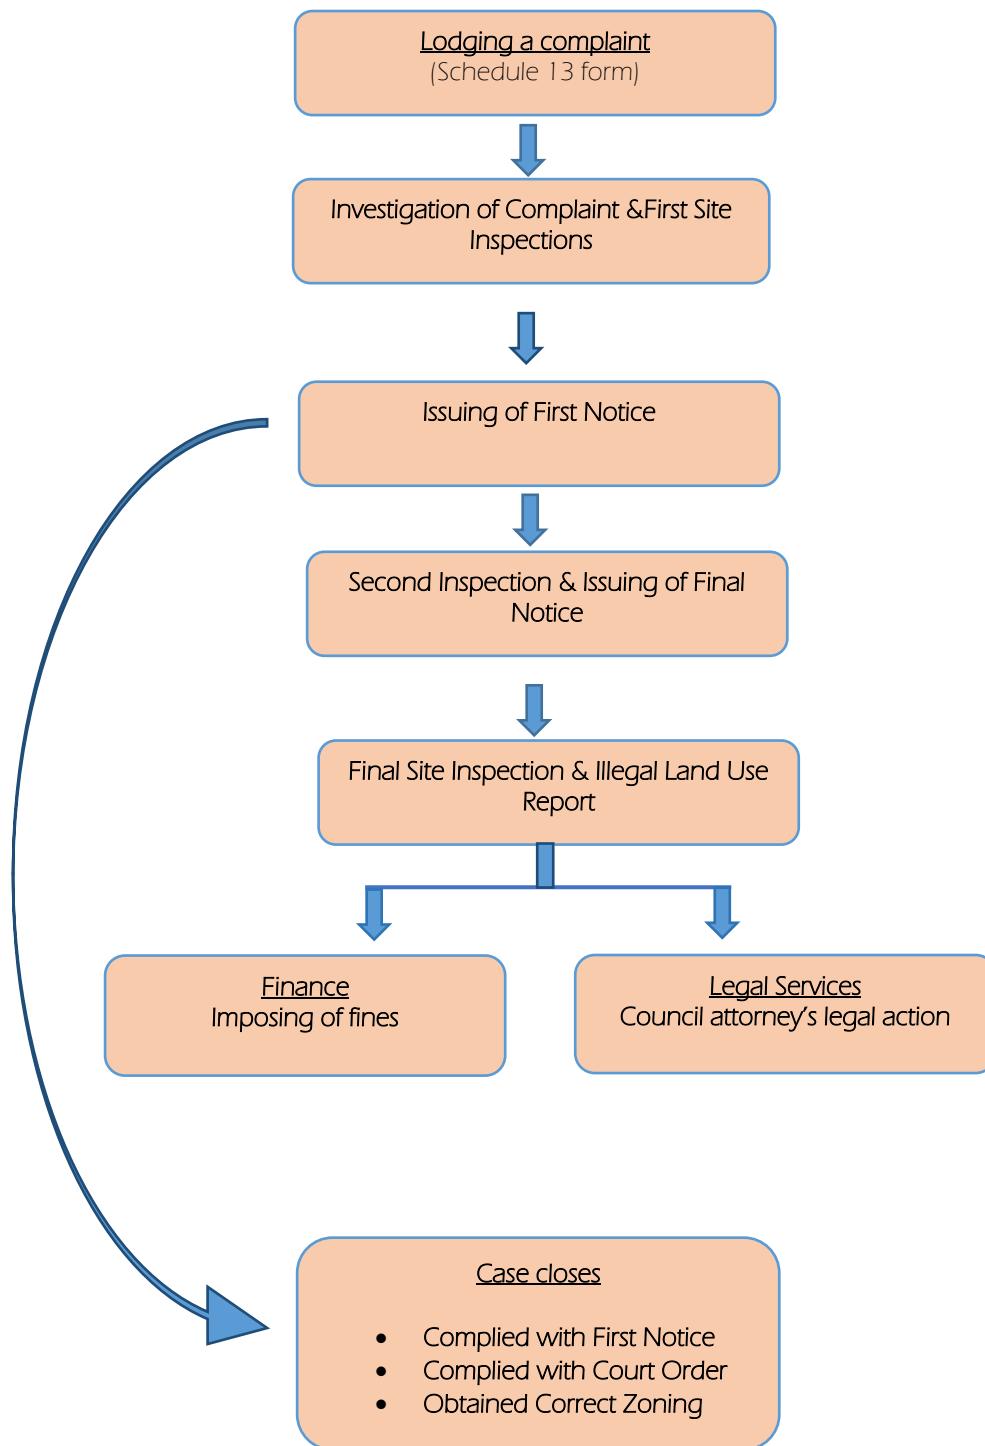 Lodging a complaint
(Schedule 13 form)
Investigation of Complaint &First Site
Inspections
Issuing of First Notice
Second Inspection & Issuing of Final
Notice
Final Site Inspection & Illegal Land Use
Report
Finance
Imposing of fines
Legal Services
Council attorney's legal action
Case closes
• Complied with First Notice
• Complied with Court Order
• Obtained Correct Zoning